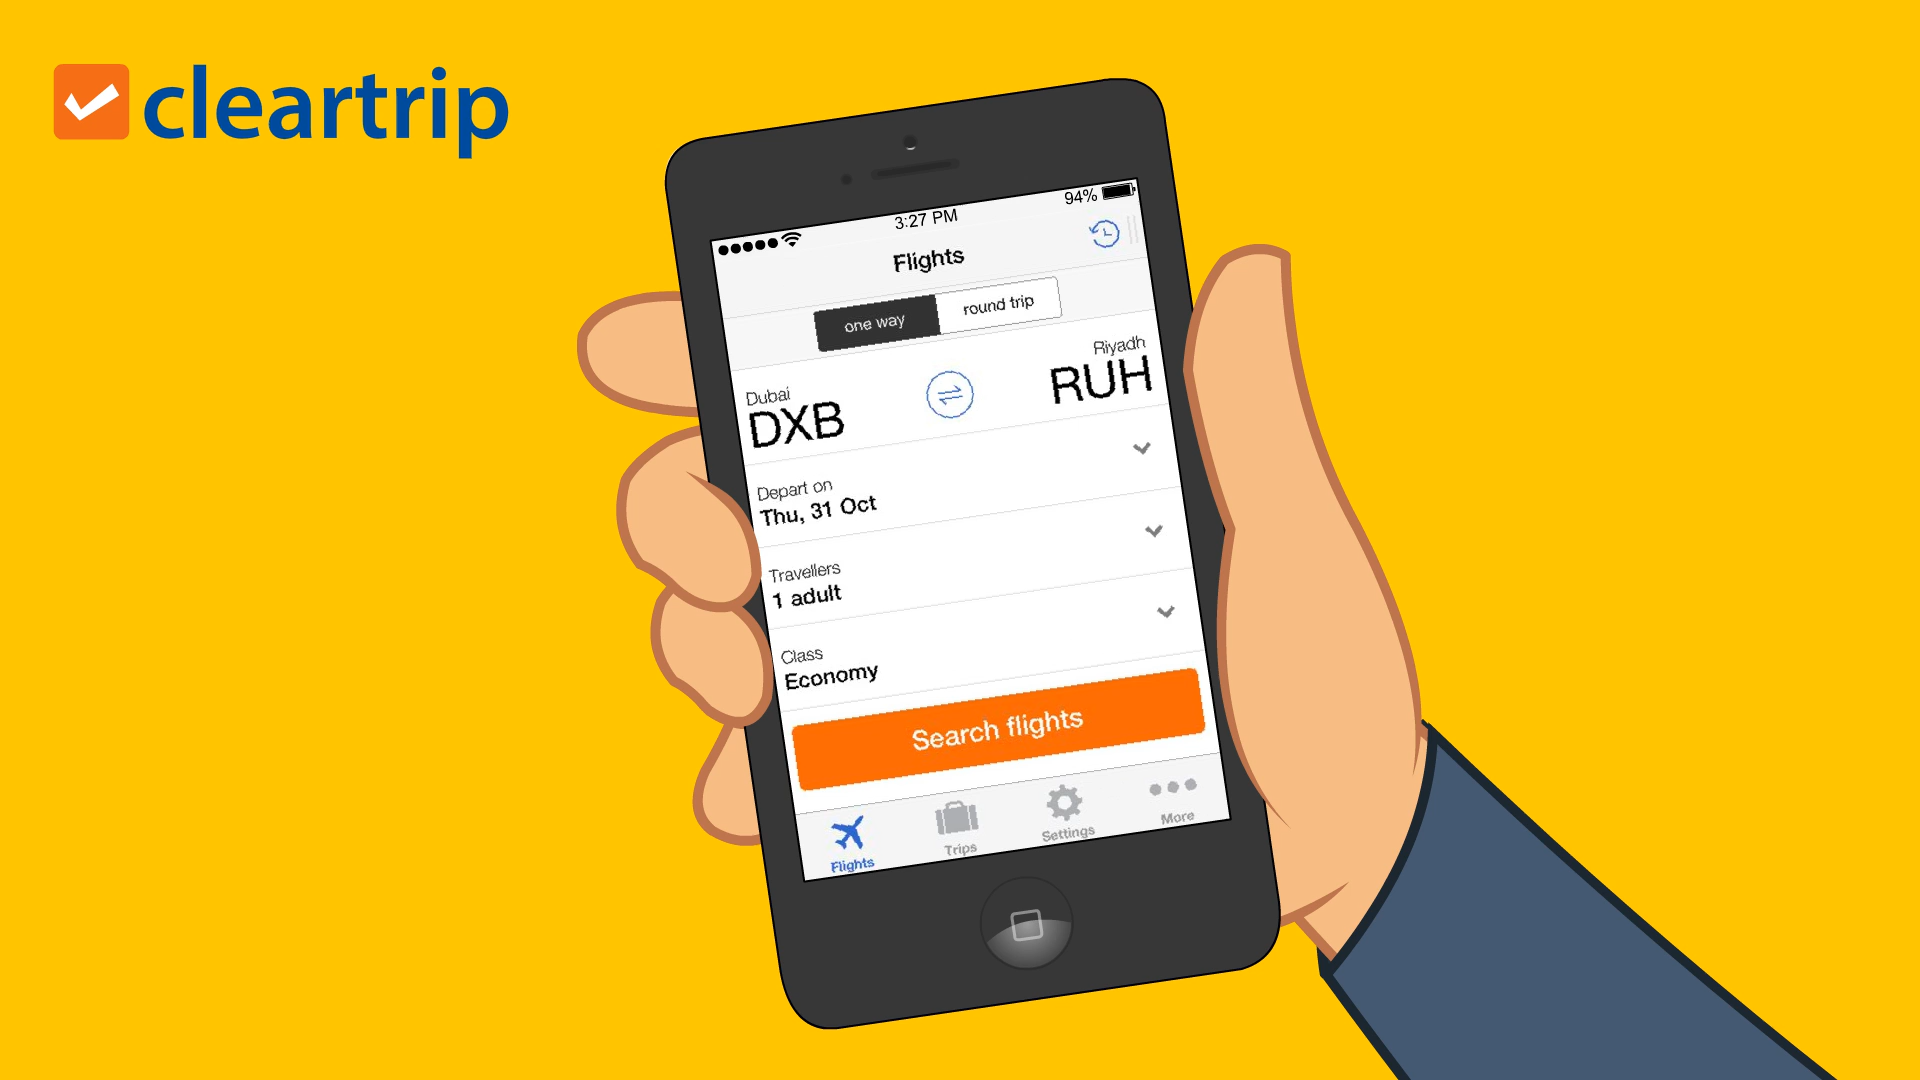 cleartrip
3:27 PM
94%
Flights
one way
round trip
Dubai
DXB
Riyadh
RUH
Depart on
Thu, 31 Oct
Travellers
1 adult
Class
Economy
Search flights
Flights
Trips
Settings
More